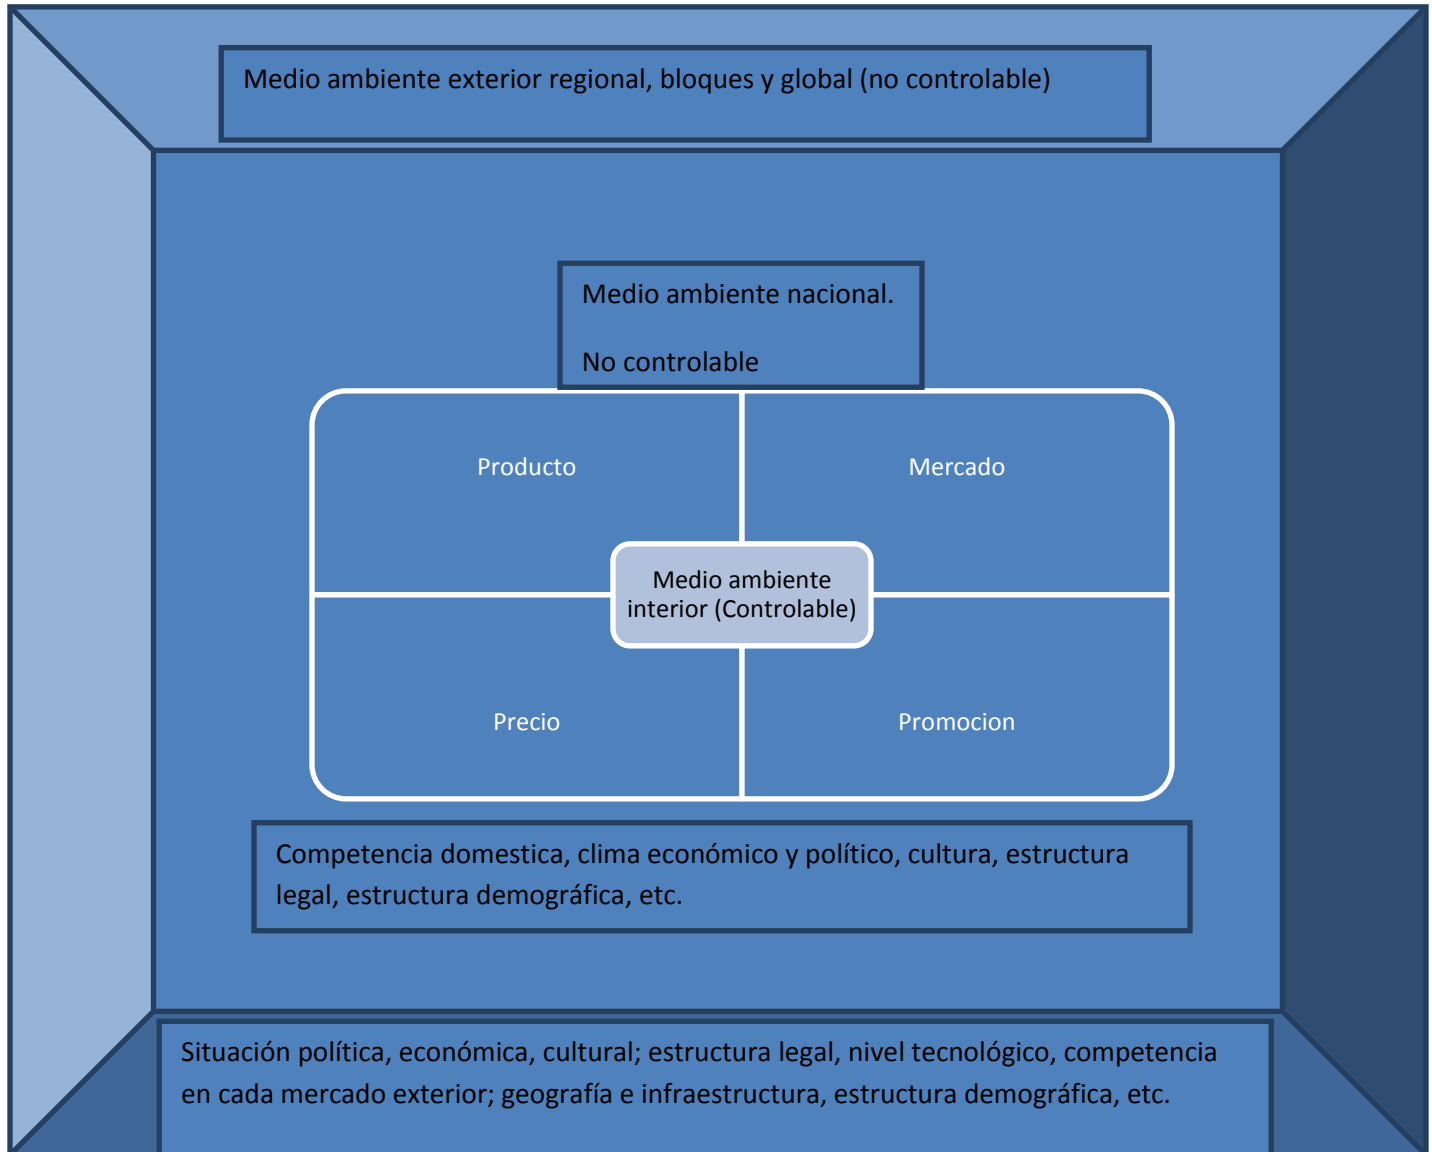 Medio ambiente exterior regional, bloques y global (no controlable)
Medio ambiente nacional.
No controlable
Producto
Mercado
Medio ambiente
interior (Controlable)
Precio
Promocion
Competencia domestica, clima económico y político, cultura, estructura
legal, estructura demográfica, etc.
Situación política, económica, cultural; estructura legal, nivel tecnológico, competencia
en cada mercado exterior; geografía e infraestructura, estructura demográfica, etc.